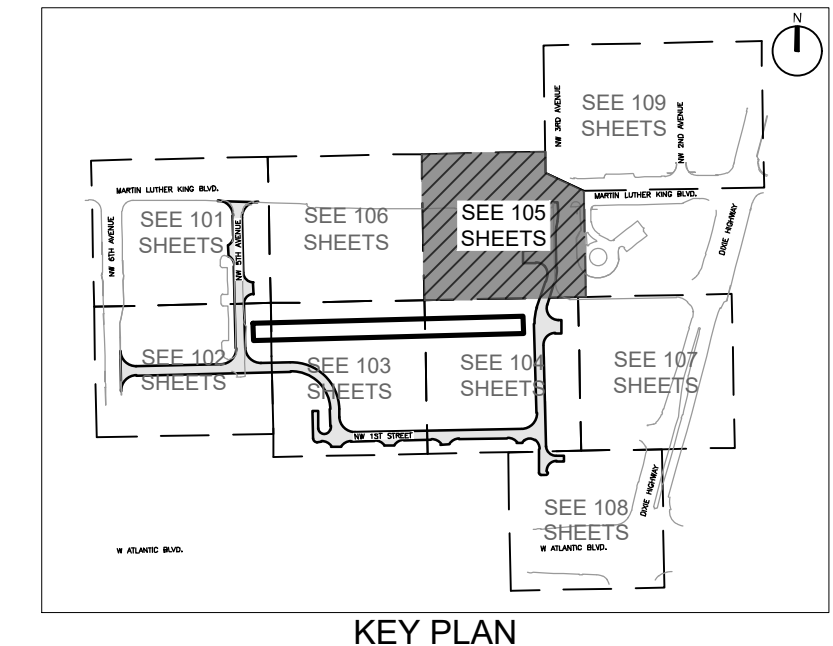 N
NW 3RD AVENUE
SEE 109
SHEETS
NW 2ND AVENUE
MARTIN LUTHER KING BLVD.
MARTIN LUTHER KING BLVD.
NW 6TH AVENUE
SEE 101
SHEETS
NW 5TH AVENUE
SEE 106
SHEETS
SEE 105
SHEETS
DIXIE HIGHWAY
SEE 102
SHEETS
SEE 103
SHEETS
SEE 104
SHEETS
SEE 107
SHEETS
NW 1ST STREET
SEE 108
SHEETS
DIXIE HIGHWAY
W ATLANTIC BLVD.
W ATLANTIC BLVD.
KEY PLAN